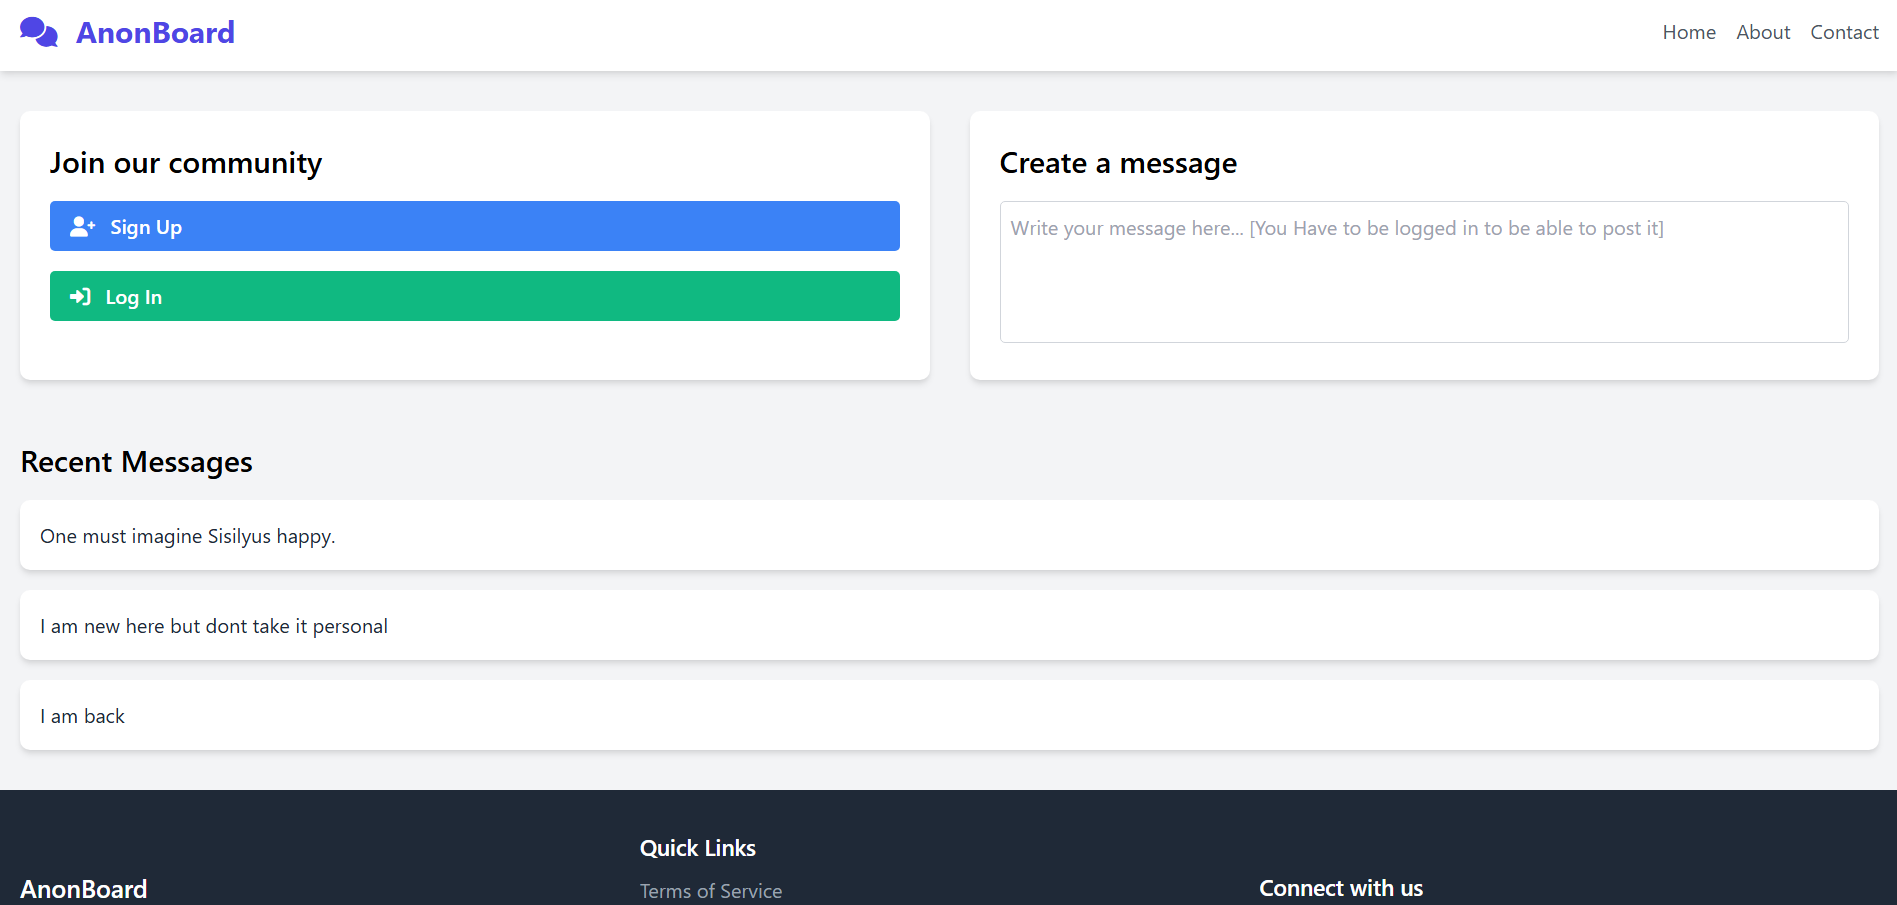 AnonBoard
Home About Contact
Join our community
Sign Up
Log In
Create a message
Write your message here... [You Have to be logged in to be able to post it]
Recent Messages
One must imagine Sisilyus happy.
I am new here but dont take it personal
I am back
AnonBoard
Quick Links
Terms of Service
Connect with us